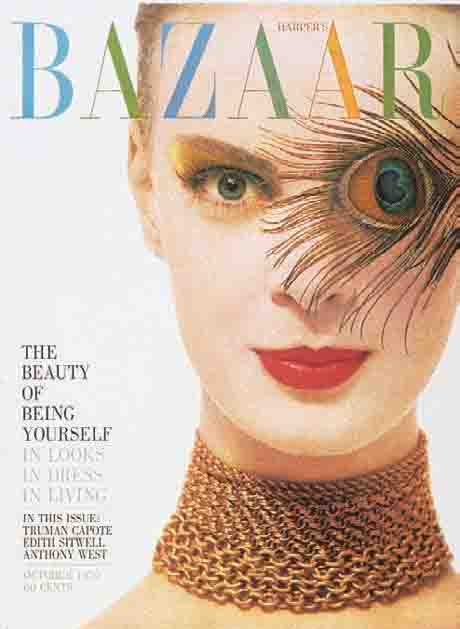 HARPER'S
BAZAAR
THE
BEAUTY
OF
BEING
YOURSELF
IN LOOKS
IN DRESS
IN LIVING
IN THIS ISSUE:
TRUMAN CAPOTE
EDITH SITWELL
ANTHONY WEST
OCTOBER
60 CENTS